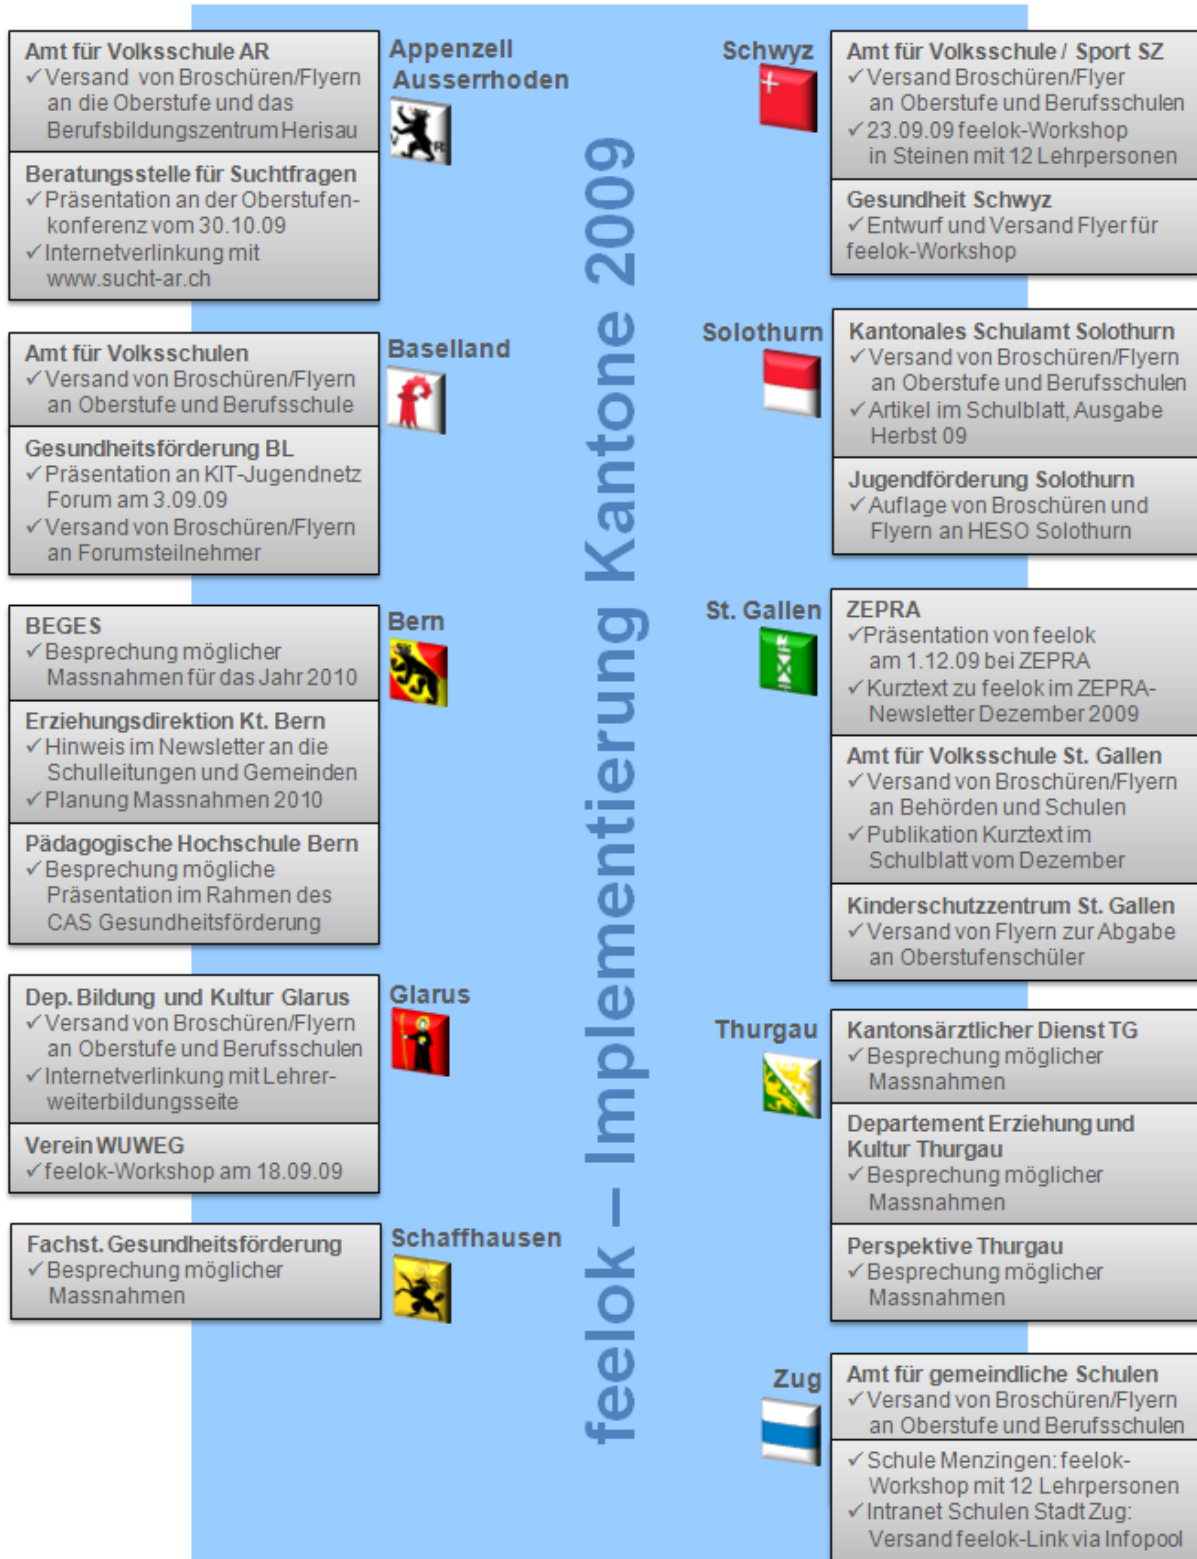 Appenzell
Ausserrhoden
Amt für Volksschule AR
✓ Versand von Broschüren/Flyern
an die Oberstufe und das
Berufsbildungszentrum Herisau
Beratungsstelle für Suchtfragen
✓ Präsentation an der Oberstufen-
konferenz vom 30.10.09
✓ Internetverlinkung mit
www.sucht-ar.ch
Baselland
Amt für Volksschulen
✓ Versand von Broschüren/Flyern
an Oberstufe und Berufsschule
Gesundheitsförderung BL
✓ Präsentation an KIT-Jugendnetz
Forum am 3.09.09
✓ Versand von Broschüren/Flyern
an Forumsteilnehmer
Bern
BEGES
✓ Besprechung möglicher
Massnahmen für das Jahr 2010
Erziehungsdirektion Kt. Bern
✓ Hinweis im Newsletter an die
Schulleitungen und Gemeinden
✓ Planung Massnahmen 2010
Pädagogische Hochschule Bern
✓ Besprechung mögliche
Präsentation im Rahmen des
CAS Gesundheitsförderung
Glarus
Dep. Bildung und Kultur Glarus
✓ Versand von Broschüren/Flyern
an Oberstufe und Berufsschulen
✓ Internetverlinkung mit Lehrer-
weiterbildungsseite
Verein WUWEG
✓ feelok-Workshop am 18.09.09
Schaffhausen
Fachst. Gesundheitsförderung
✓ Besprechung möglicher
Massnahmen
feelok – Implementierung Kantone 2009
Schwyz
Amt für Volksschule / Sport SZ
✓ Versand Broschüren/Flyer
an Oberstufe und Berufsschulen
✓ 23.09.09 feelok-Workshop
in Steinen mit 12 Lehrpersonen
Gesundheit Schwyz
✓ Entwurf und Versand Flyer für
feelok-Workshop
Solothurn
Kantonales Schulamt Solothurn
✓ Versand von Broschüren/Flyern
an Oberstufe und Berufsschulen
✓ Artikel im Schulblatt, Ausgabe
Herbst 09
Jugendförderung Solothurn
✓ Auflage von Broschüren und
Flyern an HESO Solothurn
St. Gallen
ZEPRA
✓ Präsentation von feelok
am 1.12.09 bei ZEPRA
✓ Kurztext zu feelok im ZEPRA-
Newsletter Dezember 2009
Amt für Volksschule St. Gallen
✓ Versand von Broschüren/Flyern
an Behörden und Schulen
✓ Publikation Kurztext im
Schulblatt vom Dezember
Kinderschutzzentrum St. Gallen
✓ Versand von Flyern zur Abgabe
an Oberstufenschüler
Thurgau
Kantonsärztlicher Dienst TG
✓ Besprechung möglicher
Massnahmen
Departement Erziehung und
Kultur Thurgau
✓ Besprechung möglicher
Massnahmen
Perspektive Thurgau
✓ Besprechung möglicher
Massnahmen
Zug
Amt für gemeindliche Schulen
✓ Versand von Broschüren/Flyern
an Oberstufe und Berufsschulen
✓ Schule Menzingen: feelok-
Workshop mit 12 Lehrpersonen
✓ Intranet Schulen Stadt Zug:
Versand feelok-Link via Infopool